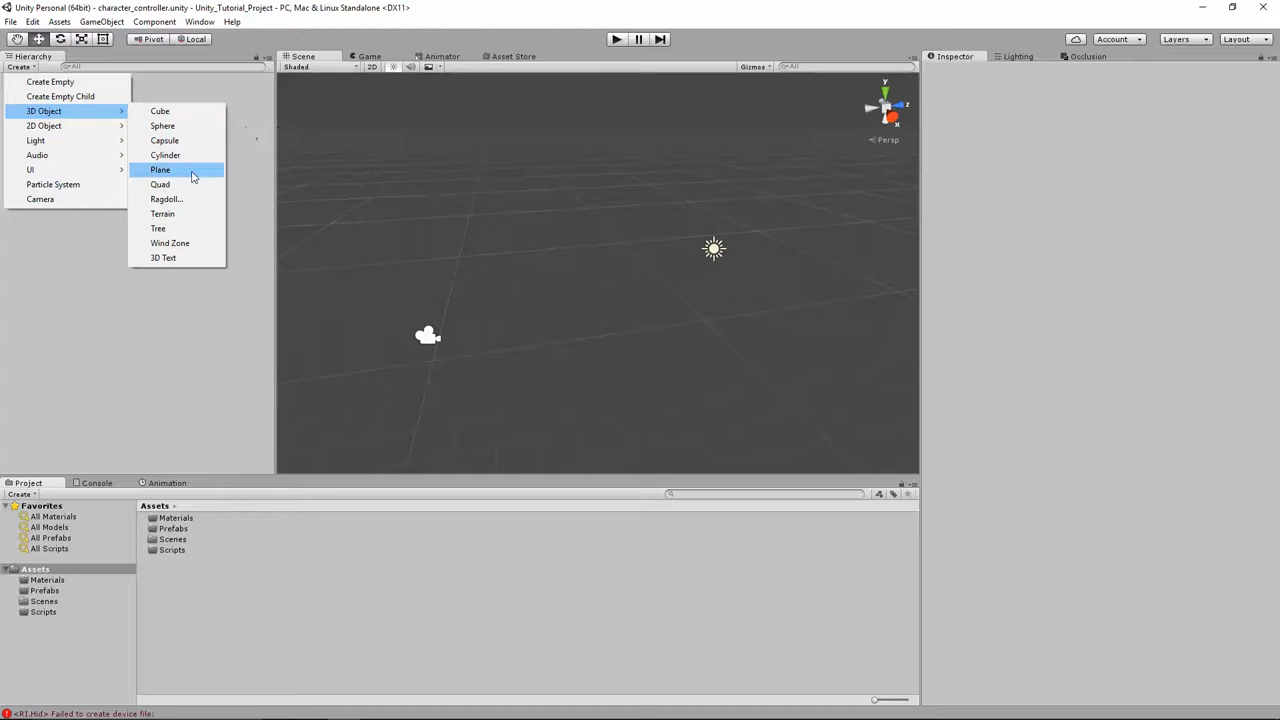 Unity Personal (64bit) - character_controller.unity - Unity_Tutorial_Project - PC, Mac & Linux Standalone <DX11>
File Edit Assets GameObject Component Window Help
Pivot Local Account Layers Layout
Hierarchy Scene Game Animator Asset Store Inspector Lighting Occlusion
Create All Shaded 2D Gizmos All
Create Empty
Create Empty Child
3D Object
2D Object
Light
Audio
UI
Particle System
Camera
Cube
Sphere
Capsule
Cylinder
Plane
Quad
Ragdoll...
Terrain
Tree
Wind Zone
3D Text
y
z
x
Persp
Project Console Animation
Create
Favorites
All Materials
All Models
All Prefabs
All Scripts
Assets
Materials
Prefabs
Scenes
Scripts
Assets
Materials
Prefabs
Scenes
Scripts
<RI.Hid> Failed to create device file: